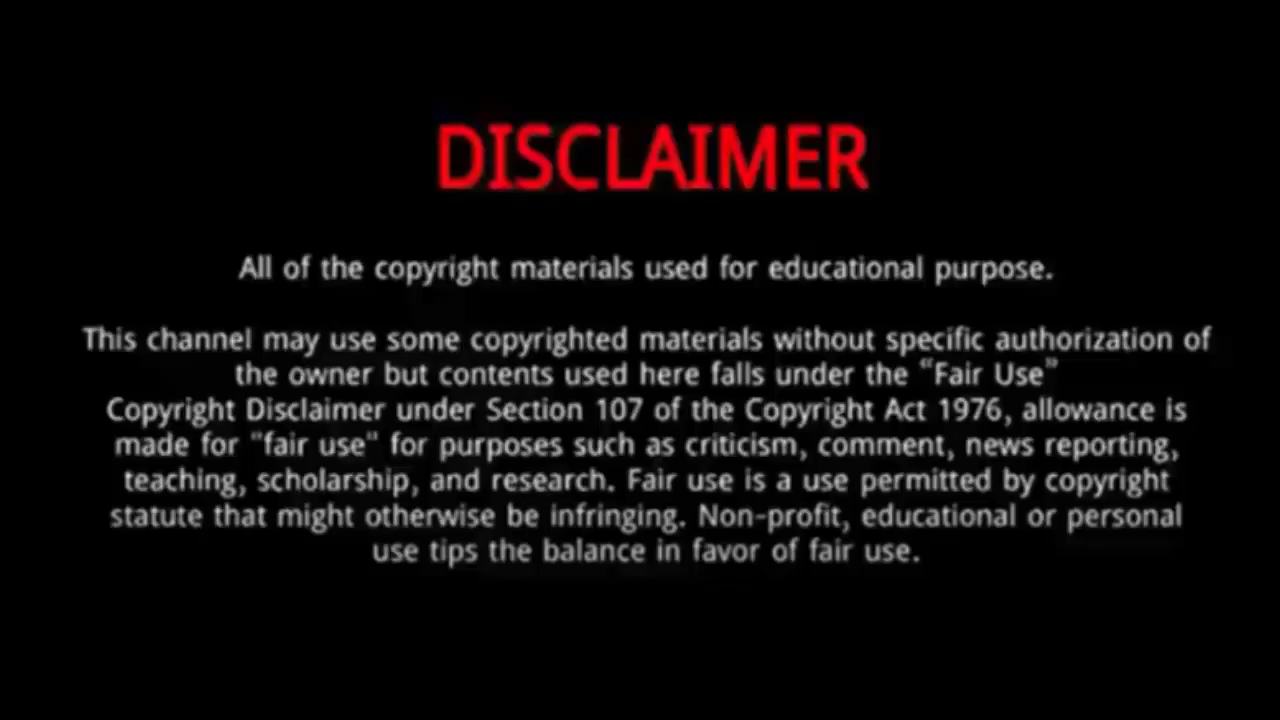 DISCLAIMER
All of the copyright materials used for educational purpose.
This channel may use some copyrighted materials without specific authorization of
the owner but contents used here falls under the “Fair Use”
Copyright Disclaimer under Section 107 of the Copyright Act 1976, allowance is
made for "fair use" for purposes such as criticism, comment, news reporting,
teaching, scholarship, and research. Fair use is a use permitted by copyright
statute that might otherwise be infringing. Non-profit, educational or personal
use tips the balance in favor of fair use.